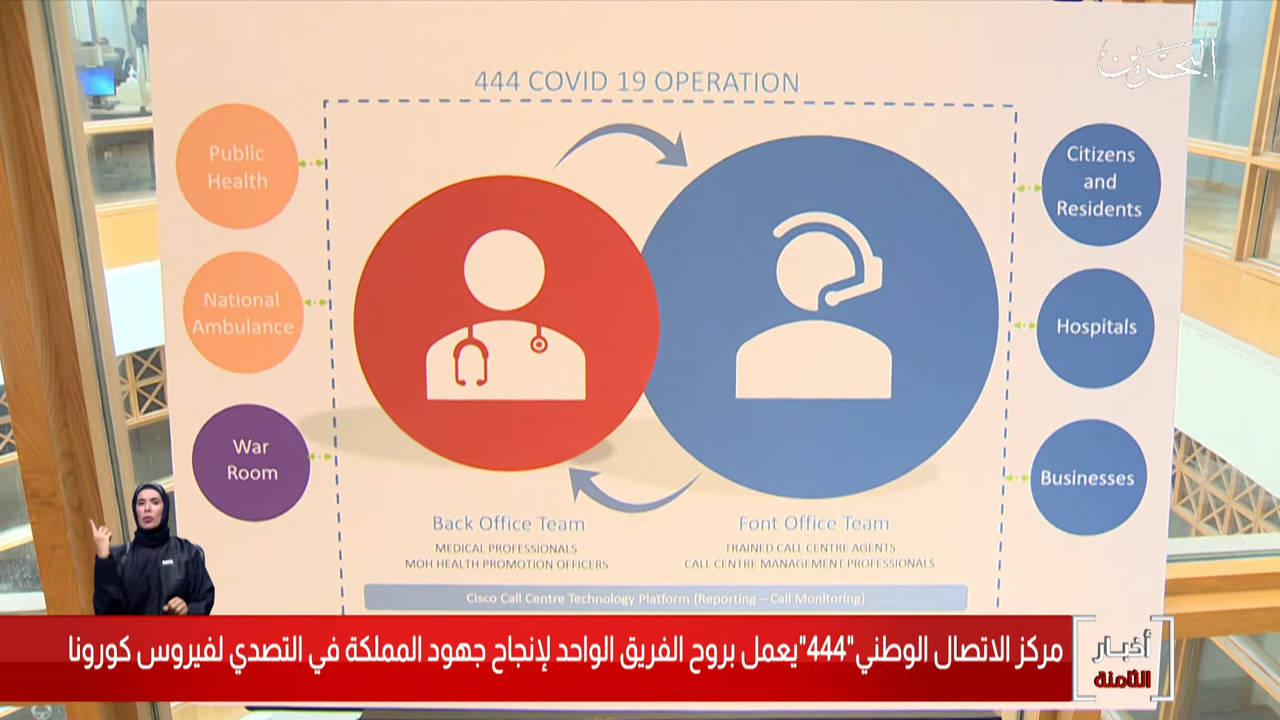 البحرين
444 COVID 19 OPERATION
Public
Health
National
Ambulance
War
Room
Citizens
and
Residents
Hospitals
Businesses
Back Office Team
MEDICAL PROFESSIONALS
MOH HEALTH PROMOTION OFFICERS
Font Office Team
TRAINED CALL CENTRE AGENTS
CALL CENTRE MANAGEMENT PROFESSIONALS
Cisco Call Centre Technology Platform (Reporting – Call Monitoring)
مركز الاتصال الوطني"444"يعمل بروح الفريق الواحد لإنجاح جهود المملكة في التصدي لفيروس كورونا
أخبار
الثامنة